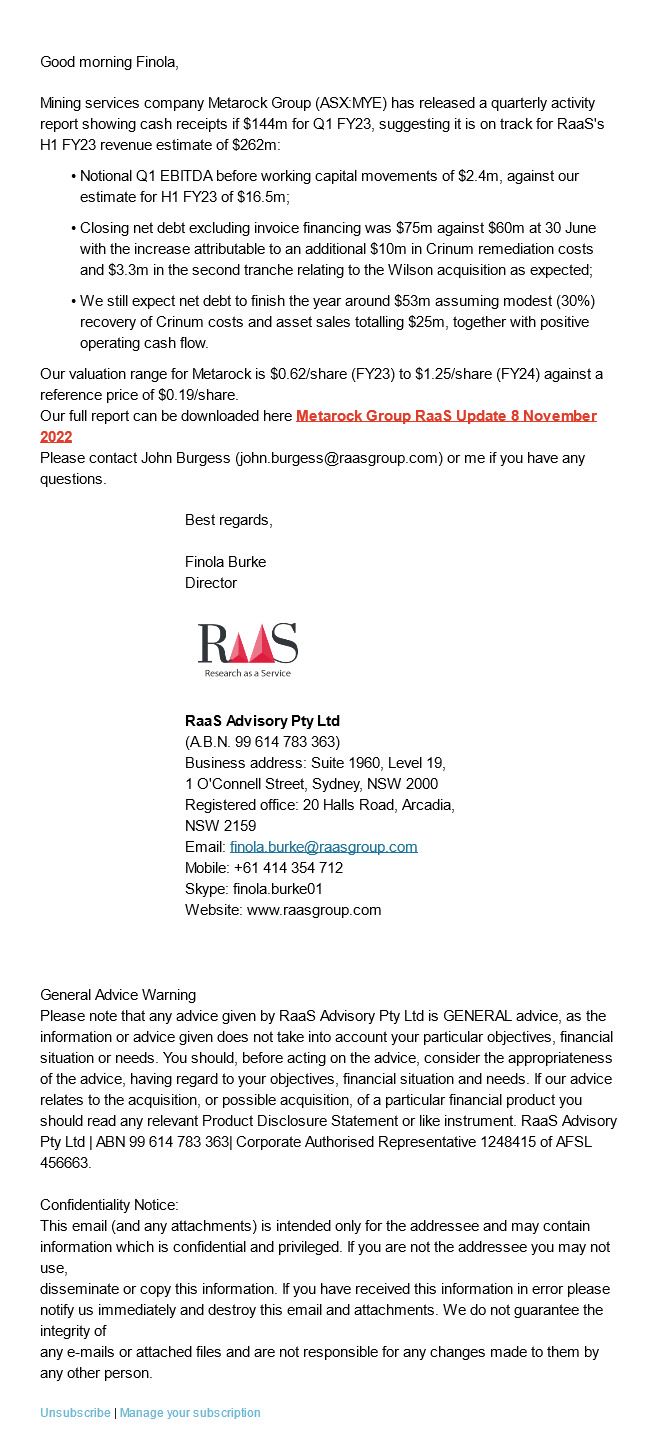 Good morning Finola,
Mining services company Metarock Group (ASX:MYE) has released a quarterly activity
report showing cash receipts if $144m for Q1 FY23, suggesting it is on track for RaaS's
H1 FY23 revenue estimate of $262m:
• Notional Q1 EBITDA before working capital movements of $2.4m, against our
estimate for H1 FY23 of $16.5m;
• Closing net debt excluding invoice financing was $75m against $60m at 30 June
with the increase attributable to an additional $10m in Crinum remediation costs
and $3.3m in the second tranche relating to the Wilson acquisition as expected;
• We still expect net debt to finish the year around $53m assuming modest (30%)
recovery of Crinum costs and asset sales totalling $25m, together with positive
operating cash flow.
Our valuation range for Metarock is $0.62/share (FY23) to $1.25/share (FY24) against a
reference price of $0.19/share.
Our full report can be downloaded here Metarock Group RaaS Update 8 November
2022
Please contact John Burgess (john.burgess@raasgroup.com) or me if you have any
questions.
Best regards,
Finola Burke
Director
RAAS
Research as a Service
RaaS Advisory Pty Ltd
(A.B.N. 99 614 783 363)
Business address: Suite 1960, Level 19,
1 O'Connell Street, Sydney, NSW 2000
Registered office: 20 Halls Road, Arcadia,
NSW 2159
Email: finola.burke@raasgroup.com
Mobile: +61 414 354 712
Skype: finola.burke01
Website: www.raasgroup.com
General Advice Warning
Please note that any advice given by RaaS Advisory Pty Ltd is GENERAL advice, as the
information or advice given does not take into account your particular objectives, financial
situation or needs. You should, before acting on the advice, consider the appropriateness
of the advice, having regard to your objectives, financial situation and needs. If our advice
relates to the acquisition, or possible acquisition, of a particular financial product you
should read any relevant Product Disclosure Statement or like instrument. RaaS Advisory
Pty Ltd | ABN 99 614 783 363| Corporate Authorised Representative 1248415 of AFSL
456663.
Confidentiality Notice:
This email (and any attachments) is intended only for the addressee and may contain
information which is confidential and privileged. If you are not the addressee you may not
use,
disseminate or copy this information. If you have received this information in error please
notify us immediately and destroy this email and attachments. We do not guarantee the
integrity of
any e-mails or attached files and are not responsible for any changes made to them by
any other person.
Unsubscribe | Manage your subscription